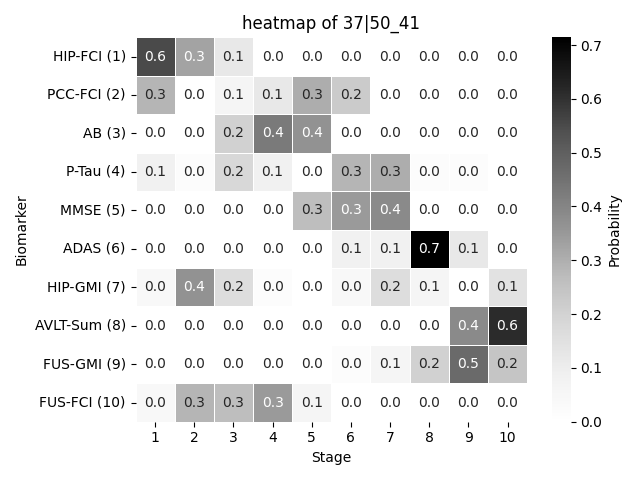 heatmap of 37|50_41
HIP-FCI (1) 0.6 0.3 0.1 0.0 0.0 0.0 0.0 0.0 0.0 0.0
PCC-FCI (2) 0.3 0.0 0.1 0.1 0.3 0.2 0.0 0.0 0.0 0.0
AB (3) 0.0 0.0 0.2 0.4 0.4 0.0 0.0 0.0 0.0 0.0
P-Tau (4) 0.1 0.0 0.2 0.1 0.0 0.3 0.3 0.0 0.0 0.0
MMSE (5) 0.0 0.0 0.0 0.0 0.3 0.3 0.4 0.0 0.0 0.0
ADAS (6) 0.0 0.0 0.0 0.0 0.0 0.1 0.1 0.7 0.1 0.0
HIP-GMI (7) 0.0 0.4 0.2 0.0 0.0 0.0 0.2 0.1 0.0 0.1
AVLT-Sum (8) 0.0 0.0 0.0 0.0 0.0 0.0 0.0 0.0 0.4 0.6
FUS-GMI (9) 0.0 0.0 0.0 0.0 0.0 0.0 0.1 0.2 0.5 0.2
FUS-FCI (10) 0.0 0.3 0.3 0.3 0.1 0.0 0.0 0.0 0.0 0.0
1 2 3 4 5 6 7 8 9 10
Stage
Biomarker
0.7
0.6
0.5
0.4
0.3
0.2
0.1
0.0
Probability